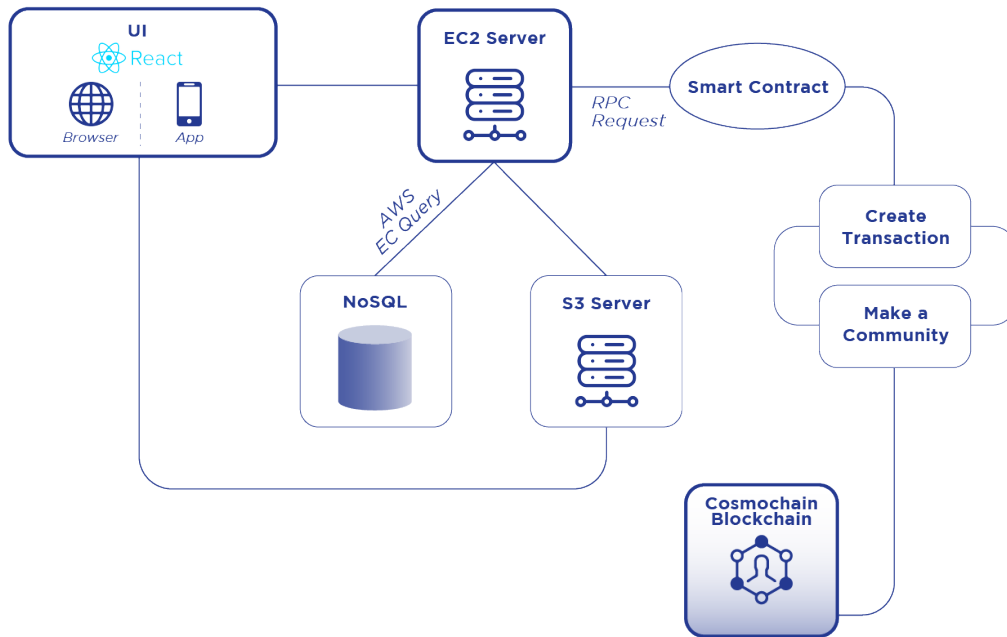 UI
React
Browser
App
EC2 Server
RPC
Request
Smart Contract
AWS
EC Query
Create
Transaction
NoSQL
S3 Server
Make a
Community
Cosmochain
Blockchain